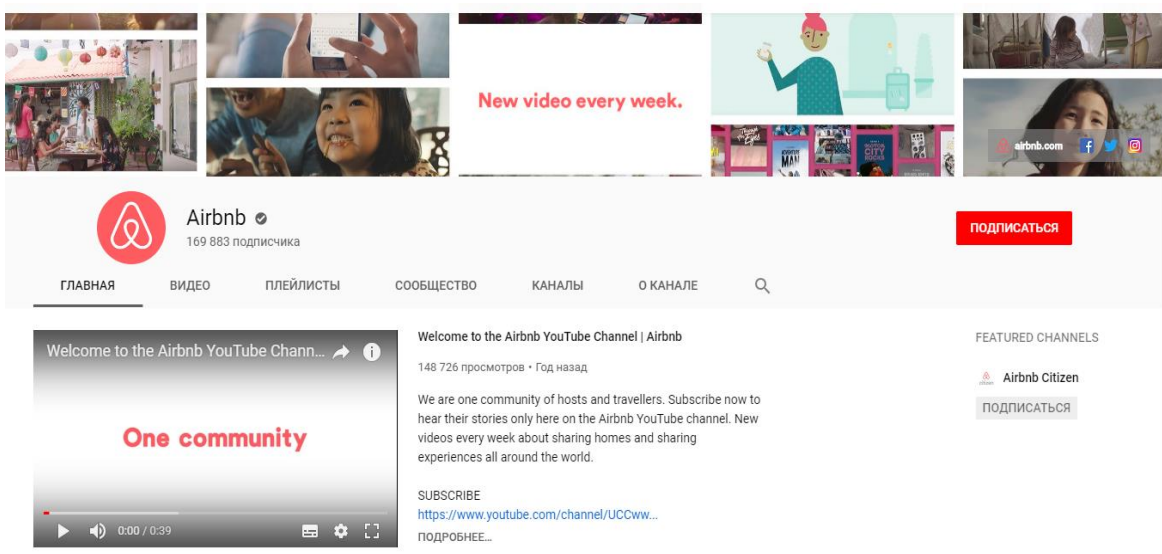 New video every week.
MAN
CITY
airbnb.com
Airbnb
169 883 подписчика
ПОДПИСАТЬСЯ
ГЛАВНАЯ
ВИДЕО
ПЛЕЙЛИСТЫ
СООБЩЕСТВО
КАНАЛЫ
О КАНАЛЕ
Welcome to the Airbnb YouTube Chann...
One community
0:00 / 0:39
Welcome to the Airbnb YouTube Channel | Airbnb
148 726 просмотров • Год назад
We are one community of hosts and travellers. Subscribe now to
hear their stories only here on the Airbnb YouTube channel. New
videos every week about sharing homes and sharing
experiences all around the world.
SUBSCRIBE
https://www.youtube.com/channel/UCCww...
ПОДРОБНЕЕ...
FEATURED CHANNELS
Airbnb Citizen
ПОДПИСАТЬСЯ